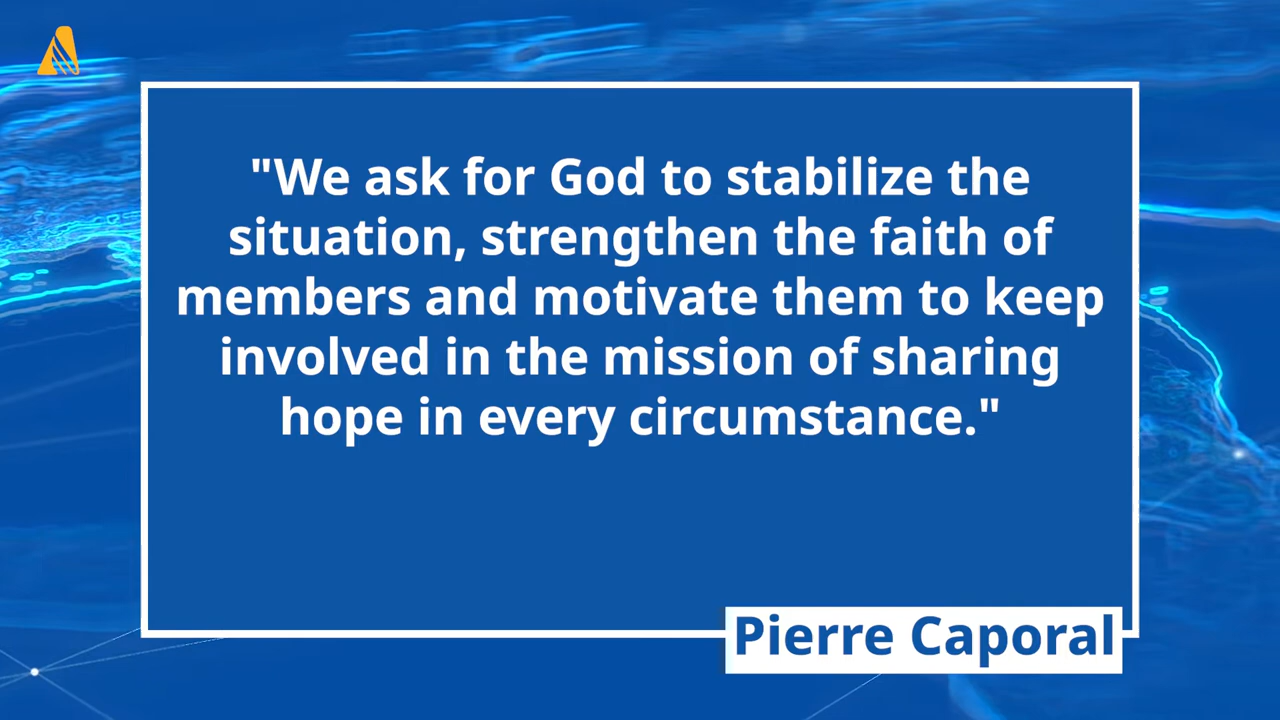 "We ask for God to stabilize the
situation, strengthen the faith of
members and motivate them to keep
involved in the mission of sharing
hope in every circumstance."
Pierre Caporal